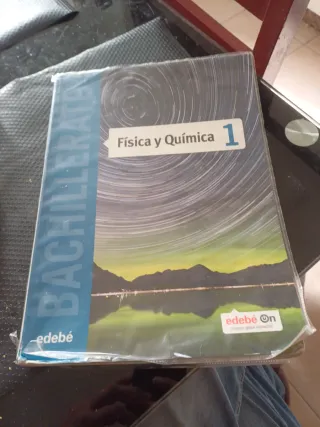 BACHILLERATO
Física y Química 1
edebé
edebé On